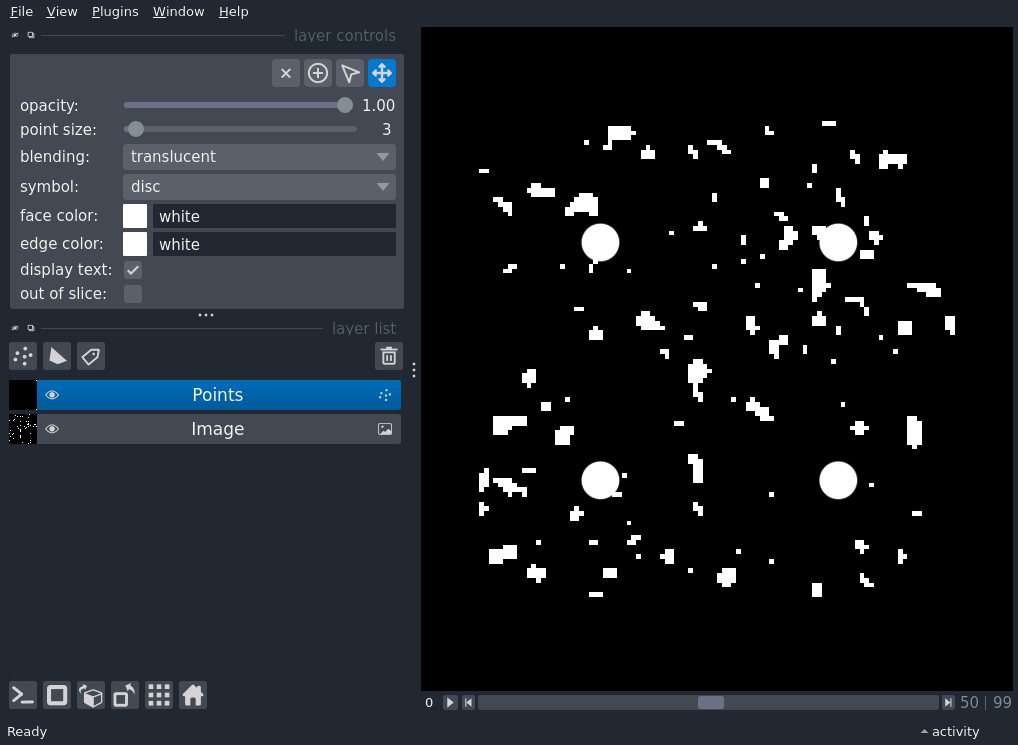 File View Plugins Window Help
layer controls
opacity: 1.00
point size: 3
blending: translucent
symbol: disc
face color: white
edge color: white
display text:
out of slice:
layer list
Points
Image
0 50 | 99
Ready activity